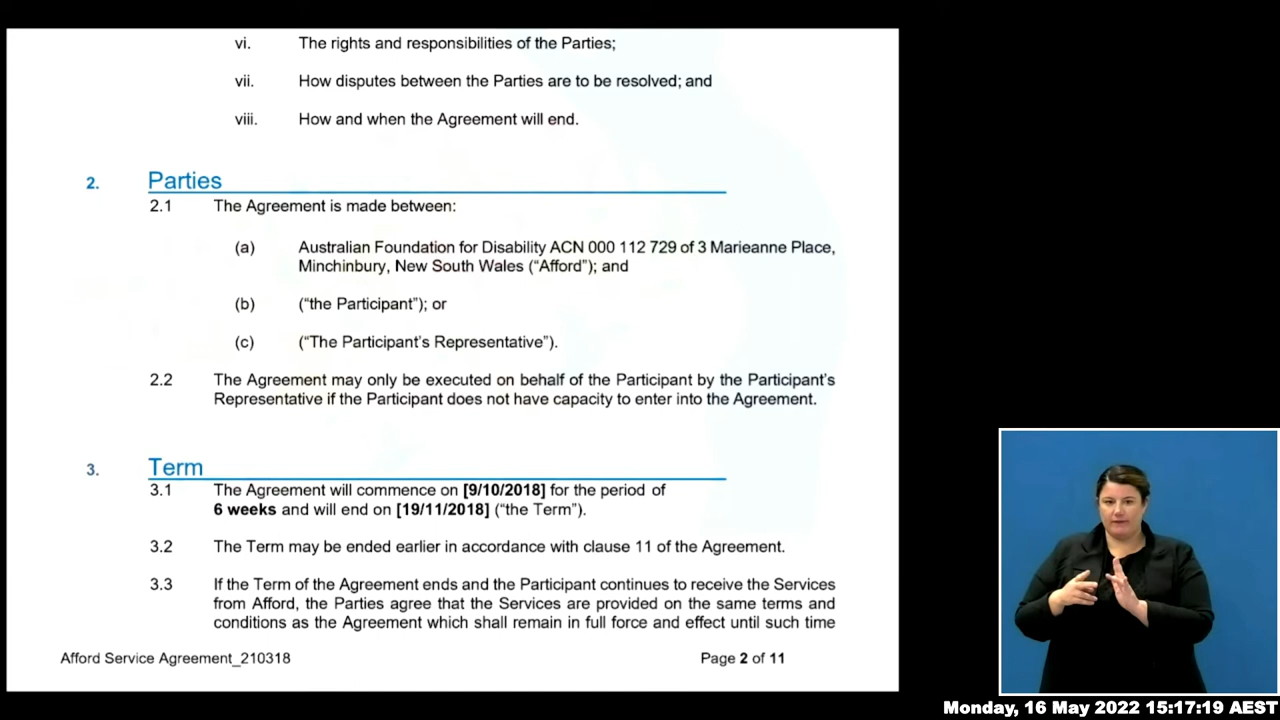 vi. The rights and responsibilities of the Parties;
vii. How disputes between the Parties are to be resolved; and
viii. How and when the Agreement will end.
2. Parties
2.1 The Agreement is made between:
(a) Australian Foundation for Disability ACN 000 112 729 of 3 Marieanne Place,
Minchinbury, New South Wales (“Afford”); and
(b) (“the Participant”); or
(c) (“The Participant’s Representative”).
2.2 The Agreement may only be executed on behalf of the Participant by the Participant’s
Representative if the Participant does not have capacity to enter into the Agreement.
3. Term
3.1 The Agreement will commence on [9/10/2018] for the period of
6 weeks and will end on [19/11/2018] (“the Term”).
3.2 The Term may be ended earlier in accordance with clause 11 of the Agreement.
3.3 If the Term of the Agreement ends and the Participant continues to receive the Services
from Afford, the Parties agree that the Services are provided on the same terms and
conditions as the Agreement which shall remain in full force and effect until such time
Afford Service Agreement_210318 Page 2 of 11
Monday, 16 May 2022 15:17:19 AEST